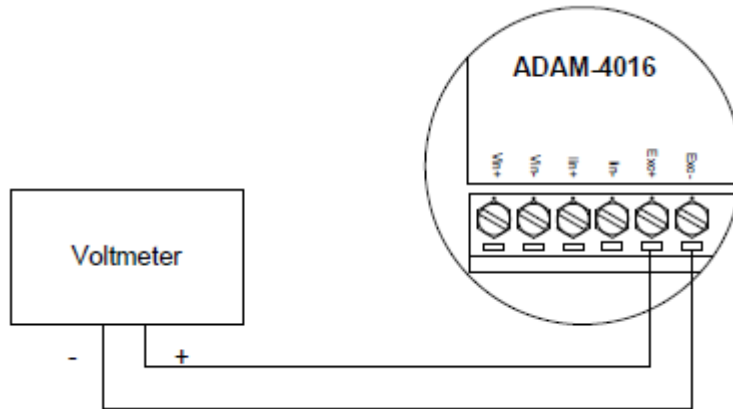 ADAM-4016
Vin+ Vin- Iin+ Iin- Exc+ Exc-
Voltmeter
- +